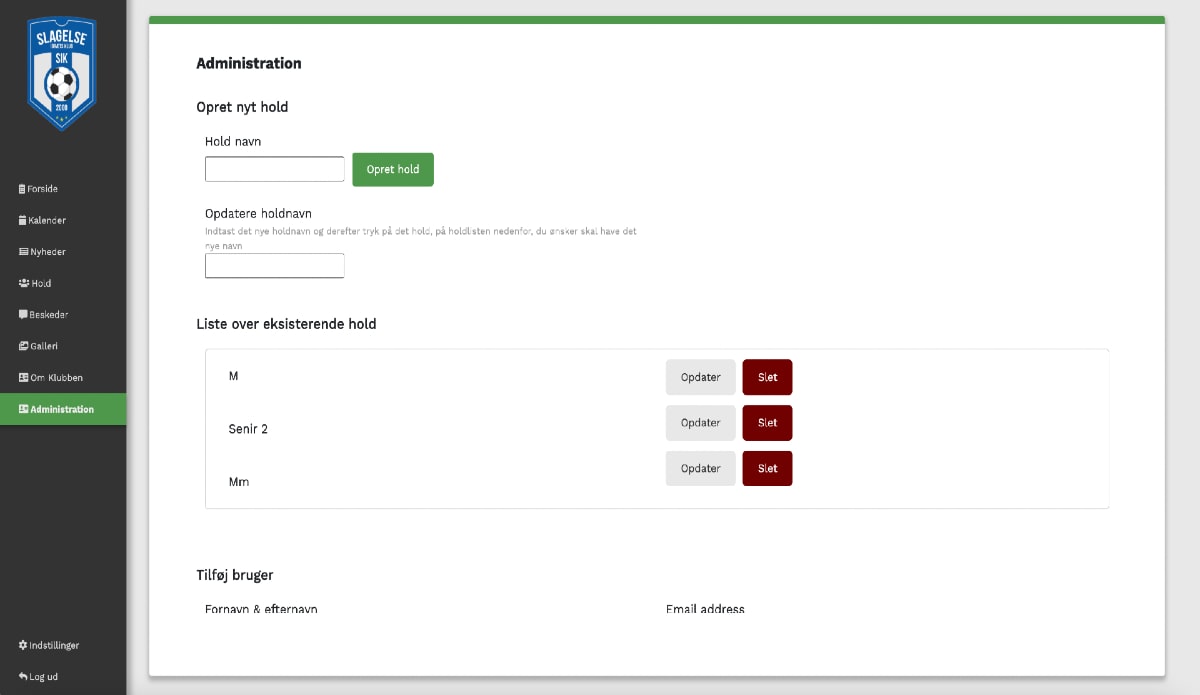 SLAGELSE
SIK
2008
Forside
Kalender
Nyheder
Hold
Beskeder
Galleri
Om Klubben
Administration
Indstillinger
Log ud
Administration
Opret nyt hold
Hold navn
Opret hold
Opdatere holdnavn
Indtast det nye holdnavn og derefter tryk på det hold, på holdlisten nedenfor, du ønsker skal have det
nye navn
Liste over eksisterende hold
M Opdater Slet
Senir 2 Opdater Slet
Mm Opdater Slet
Tilføj bruger
Fornavn & efternavn Email address